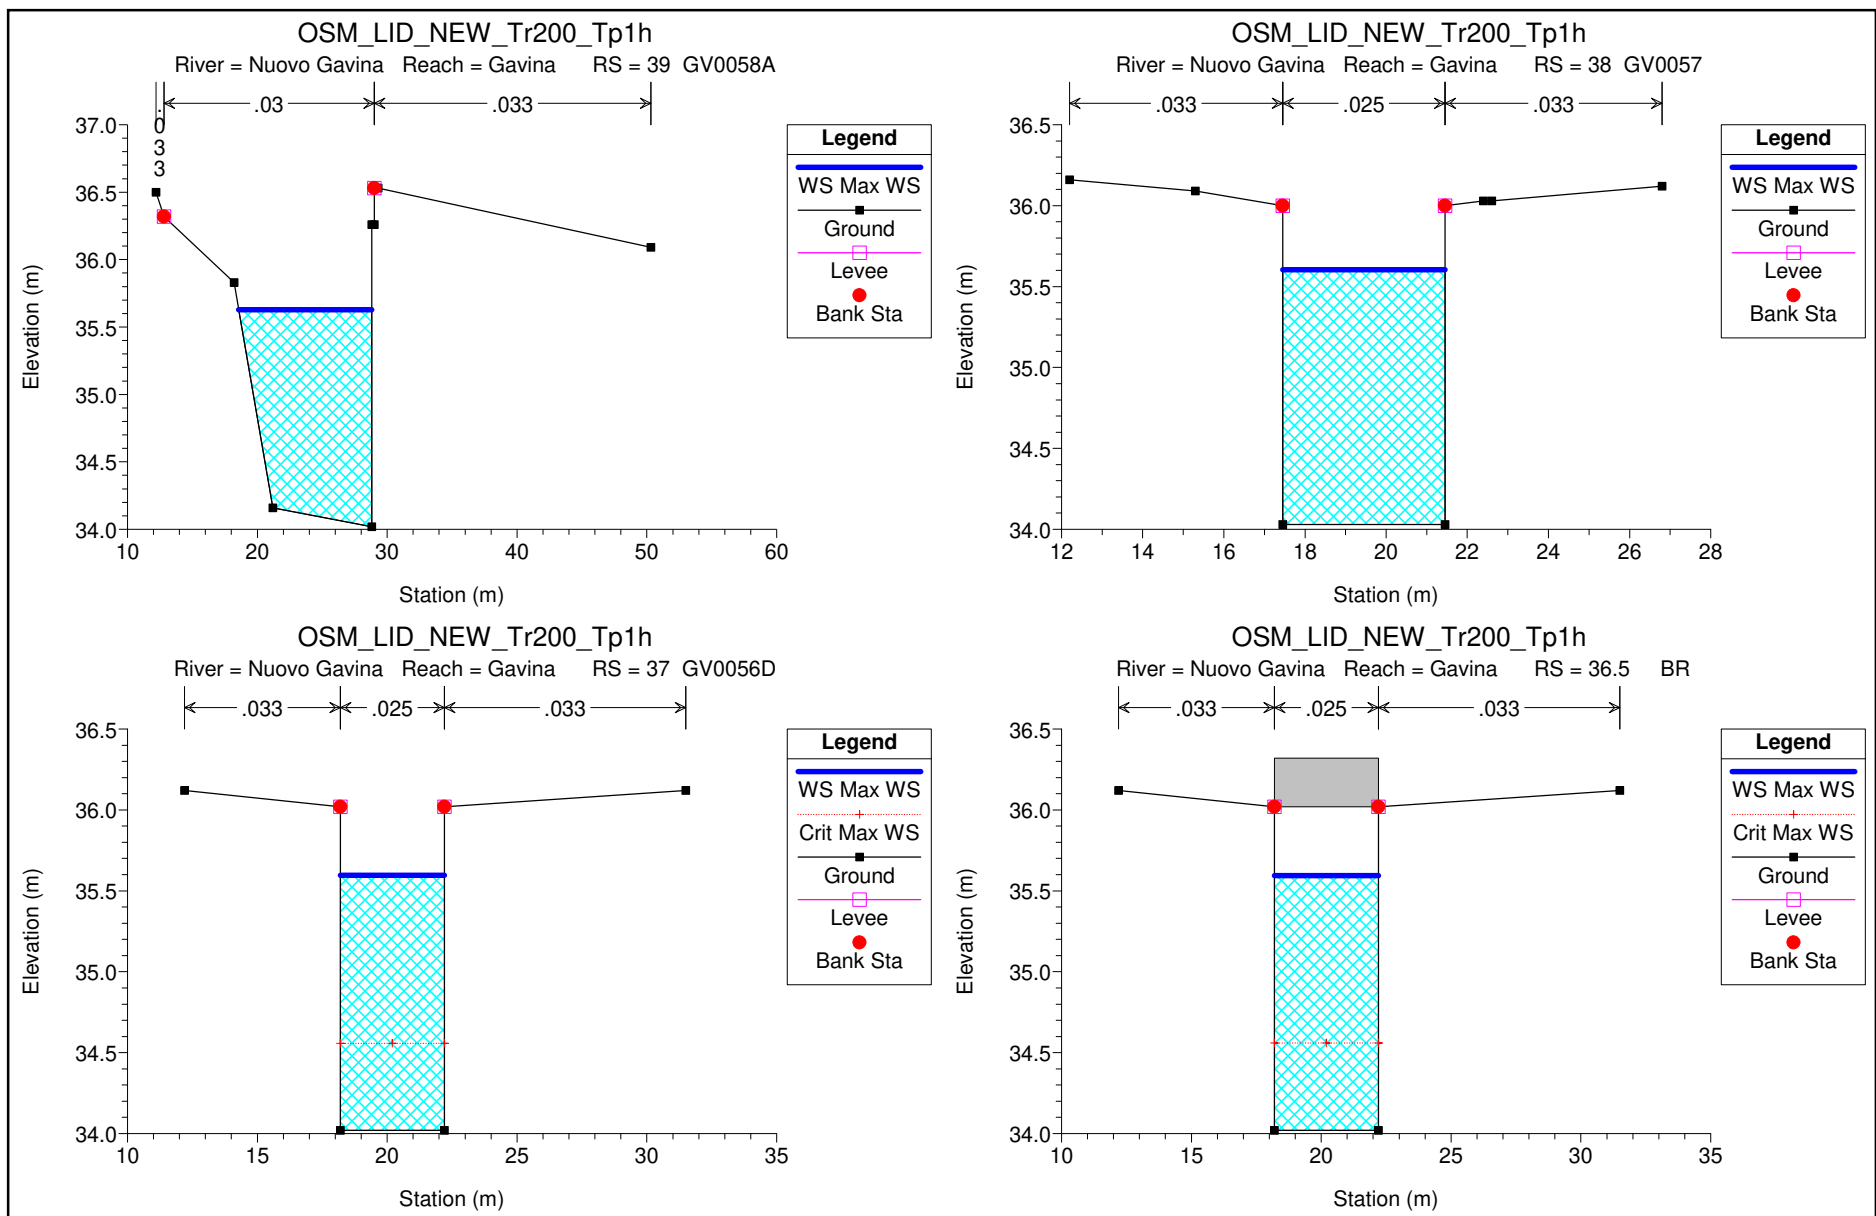 OSM_LID_NEW_Tr200_Tp1h
River = Nuovo Gavina Reach = Gavina RS = 39 GV0058A
.033 .03 .033
37.0
36.5
36.0
35.5
35.0
34.5
34.0
10 20 30 40 50 60
Elevation (m)
Station (m)
Legend
WS Max WS
Ground
Levee
Bank Sta
OSM_LID_NEW_Tr200_Tp1h
River = Nuovo Gavina Reach = Gavina RS = 38 GV0057
.033 .025 .033
36.5
36.0
35.5
35.0
34.5
34.0
12 14 16 18 20 22 24 26 28
Elevation (m)
Station (m)
Legend
WS Max WS
Ground
Levee
Bank Sta
OSM_LID_NEW_Tr200_Tp1h
River = Nuovo Gavina Reach = Gavina RS = 37 GV0056D
.033 .025 .033
36.5
36.0
35.5
35.0
34.5
34.0
10 15 20 25 30 35
Elevation (m)
Station (m)
Legend
WS Max WS
Crit Max WS
Ground
Levee
Bank Sta
OSM_LID_NEW_Tr200_Tp1h
River = Nuovo Gavina Reach = Gavina RS = 36.5 BR
.033 .025 .033
36.5
36.0
35.5
35.0
34.5
34.0
10 15 20 25 30 35
Elevation (m)
Station (m)
Legend
WS Max WS
Crit Max WS
Ground
Levee
Bank Sta